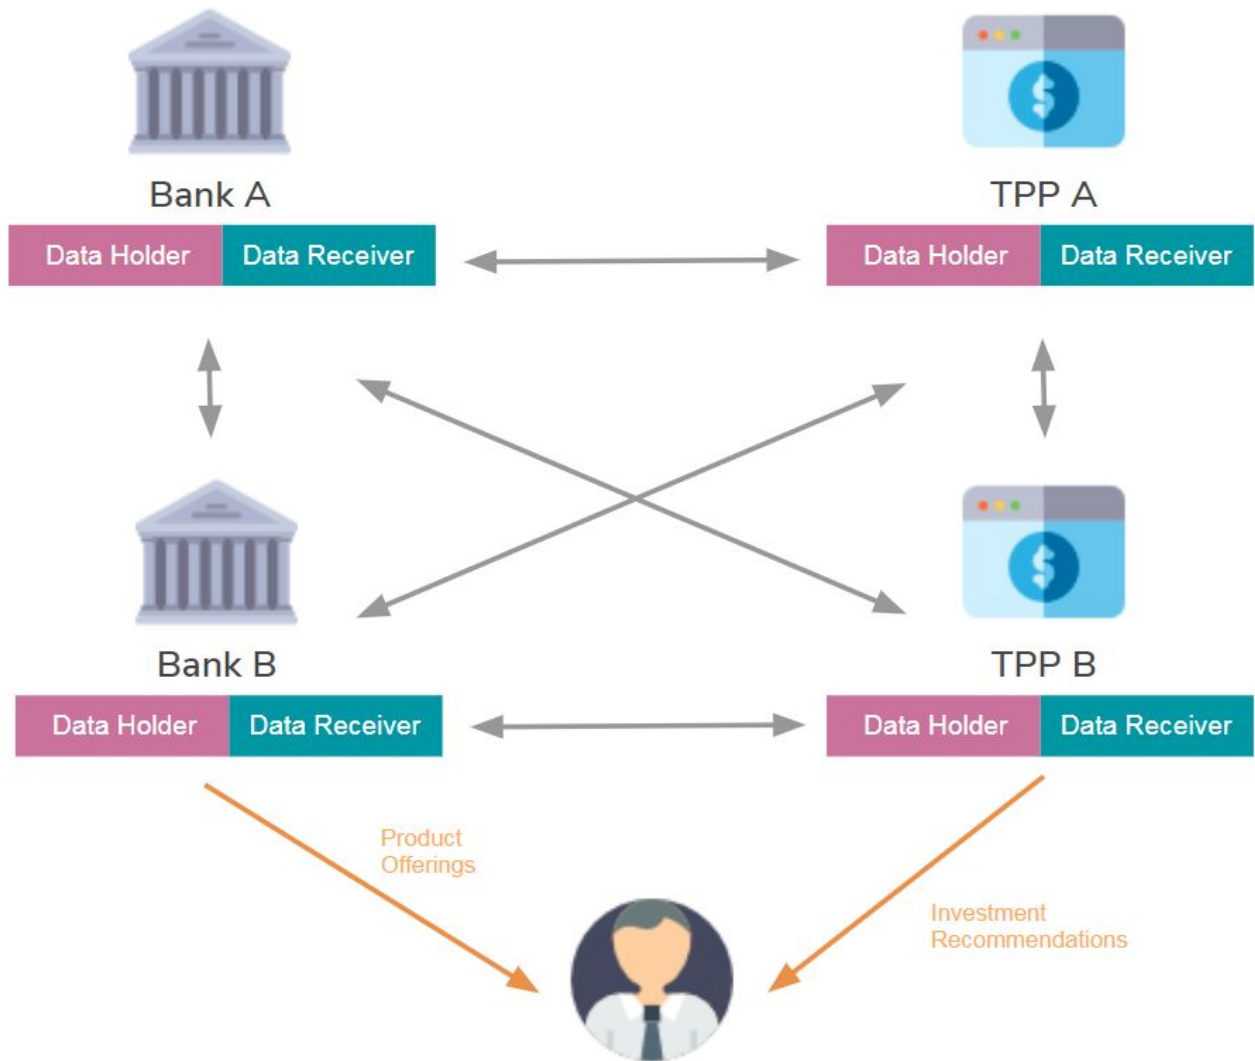 Bank A
TPP A
Data Holder Data Receiver
Data Holder Data Receiver
Bank B
TPP B
Data Holder Data Receiver
Data Holder Data Receiver
Product
Offerings
Investment
Recommendations